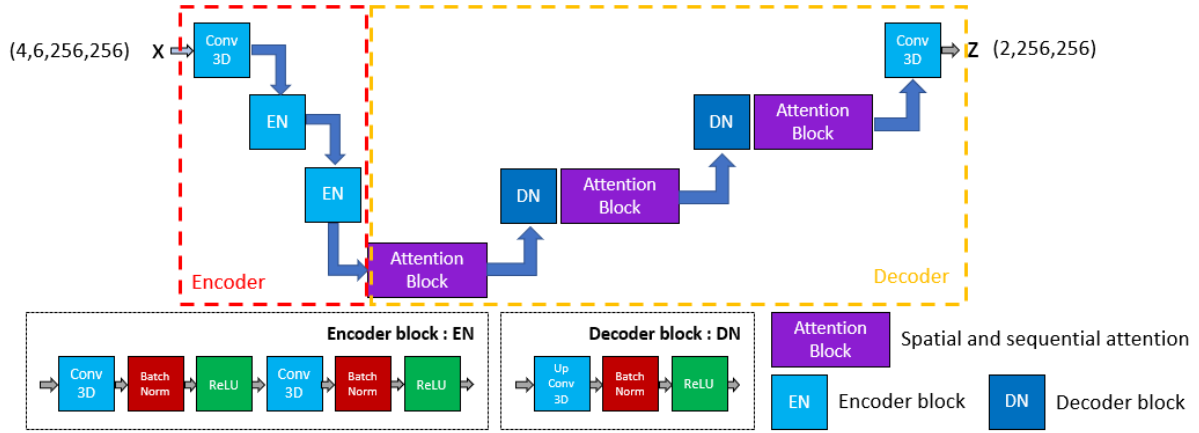 (4,6,256,256)
X
Conv
3D
EN
EN
Attention
Block
DN
Attention
Block
DN
Attention
Block
Conv
3D
Z
(2,256,256)
Encoder
Decoder
Encoder block : EN
Conv
3D
Batch
Norm
ReLU
Conv
3D
Batch
Norm
ReLU
Decoder block : DN
Up
Conv
3D
Batch
Norm
ReLU
Attention
Block
Spatial and sequential attention
EN
Encoder block
DN
Decoder block